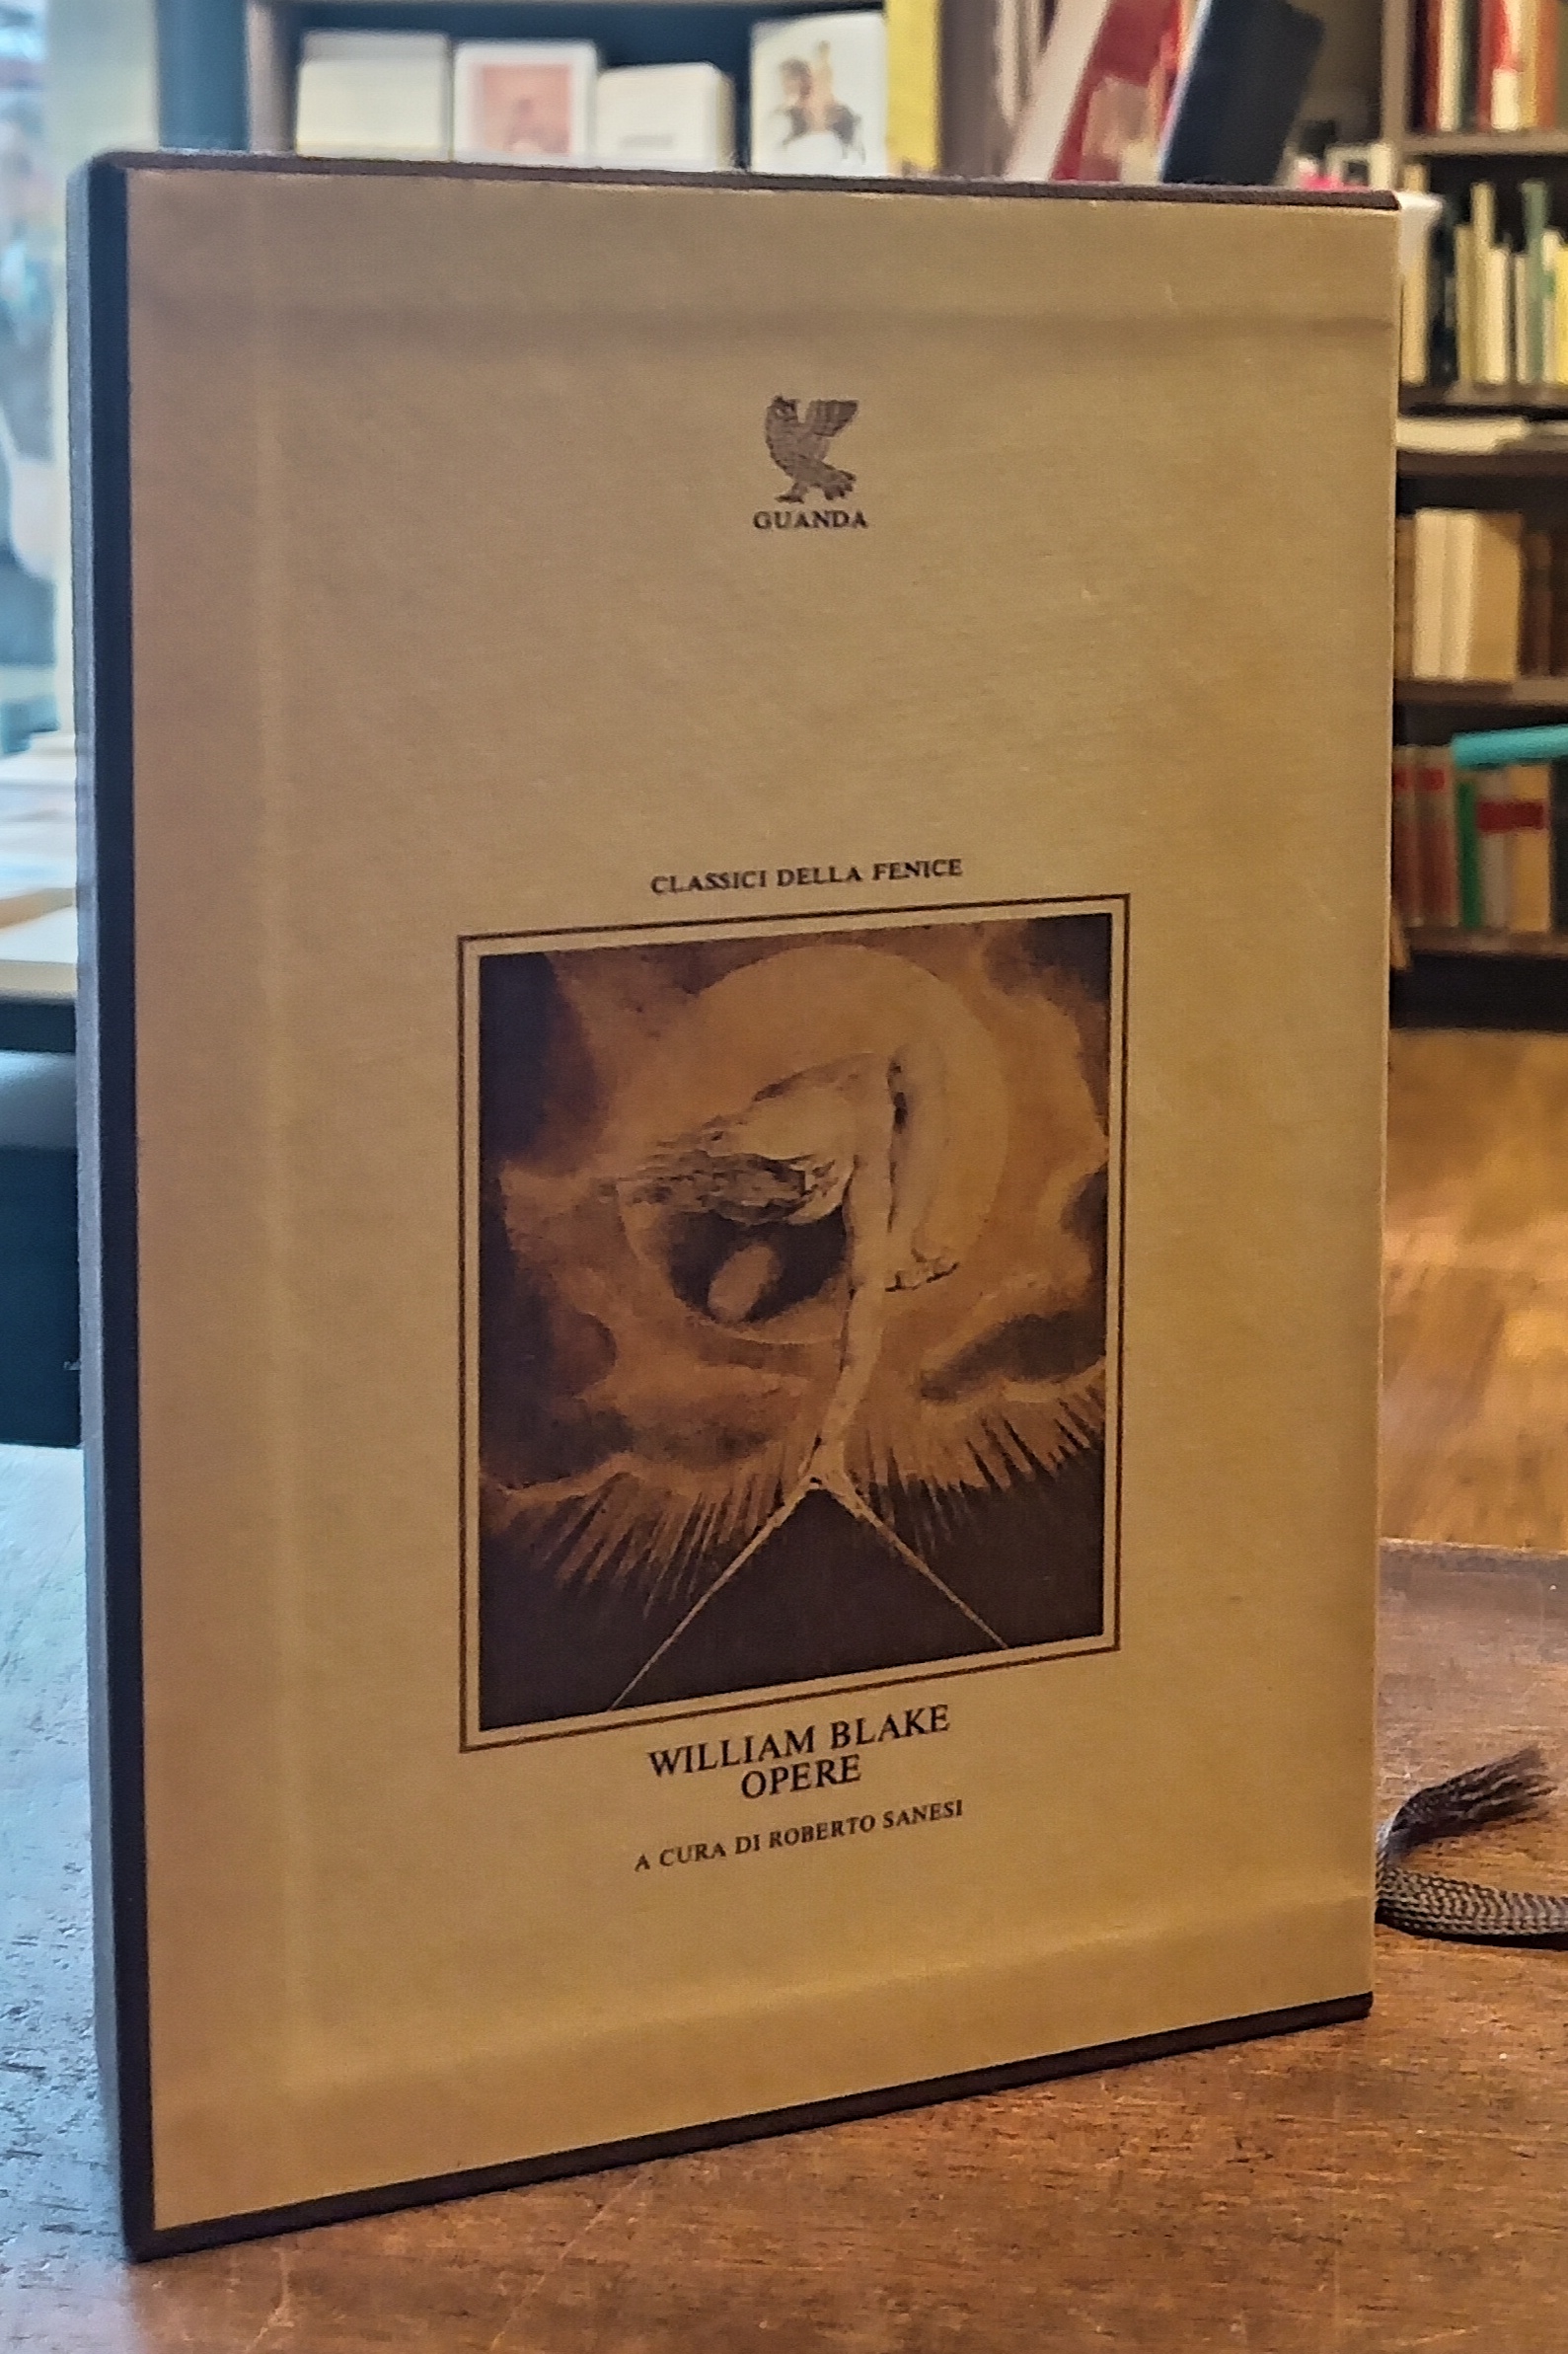 GUANDA
CLASSICI DELLA FENICE
WILLIAM BLAKE
OPERE
A CURA DI ROBERTO SANESI